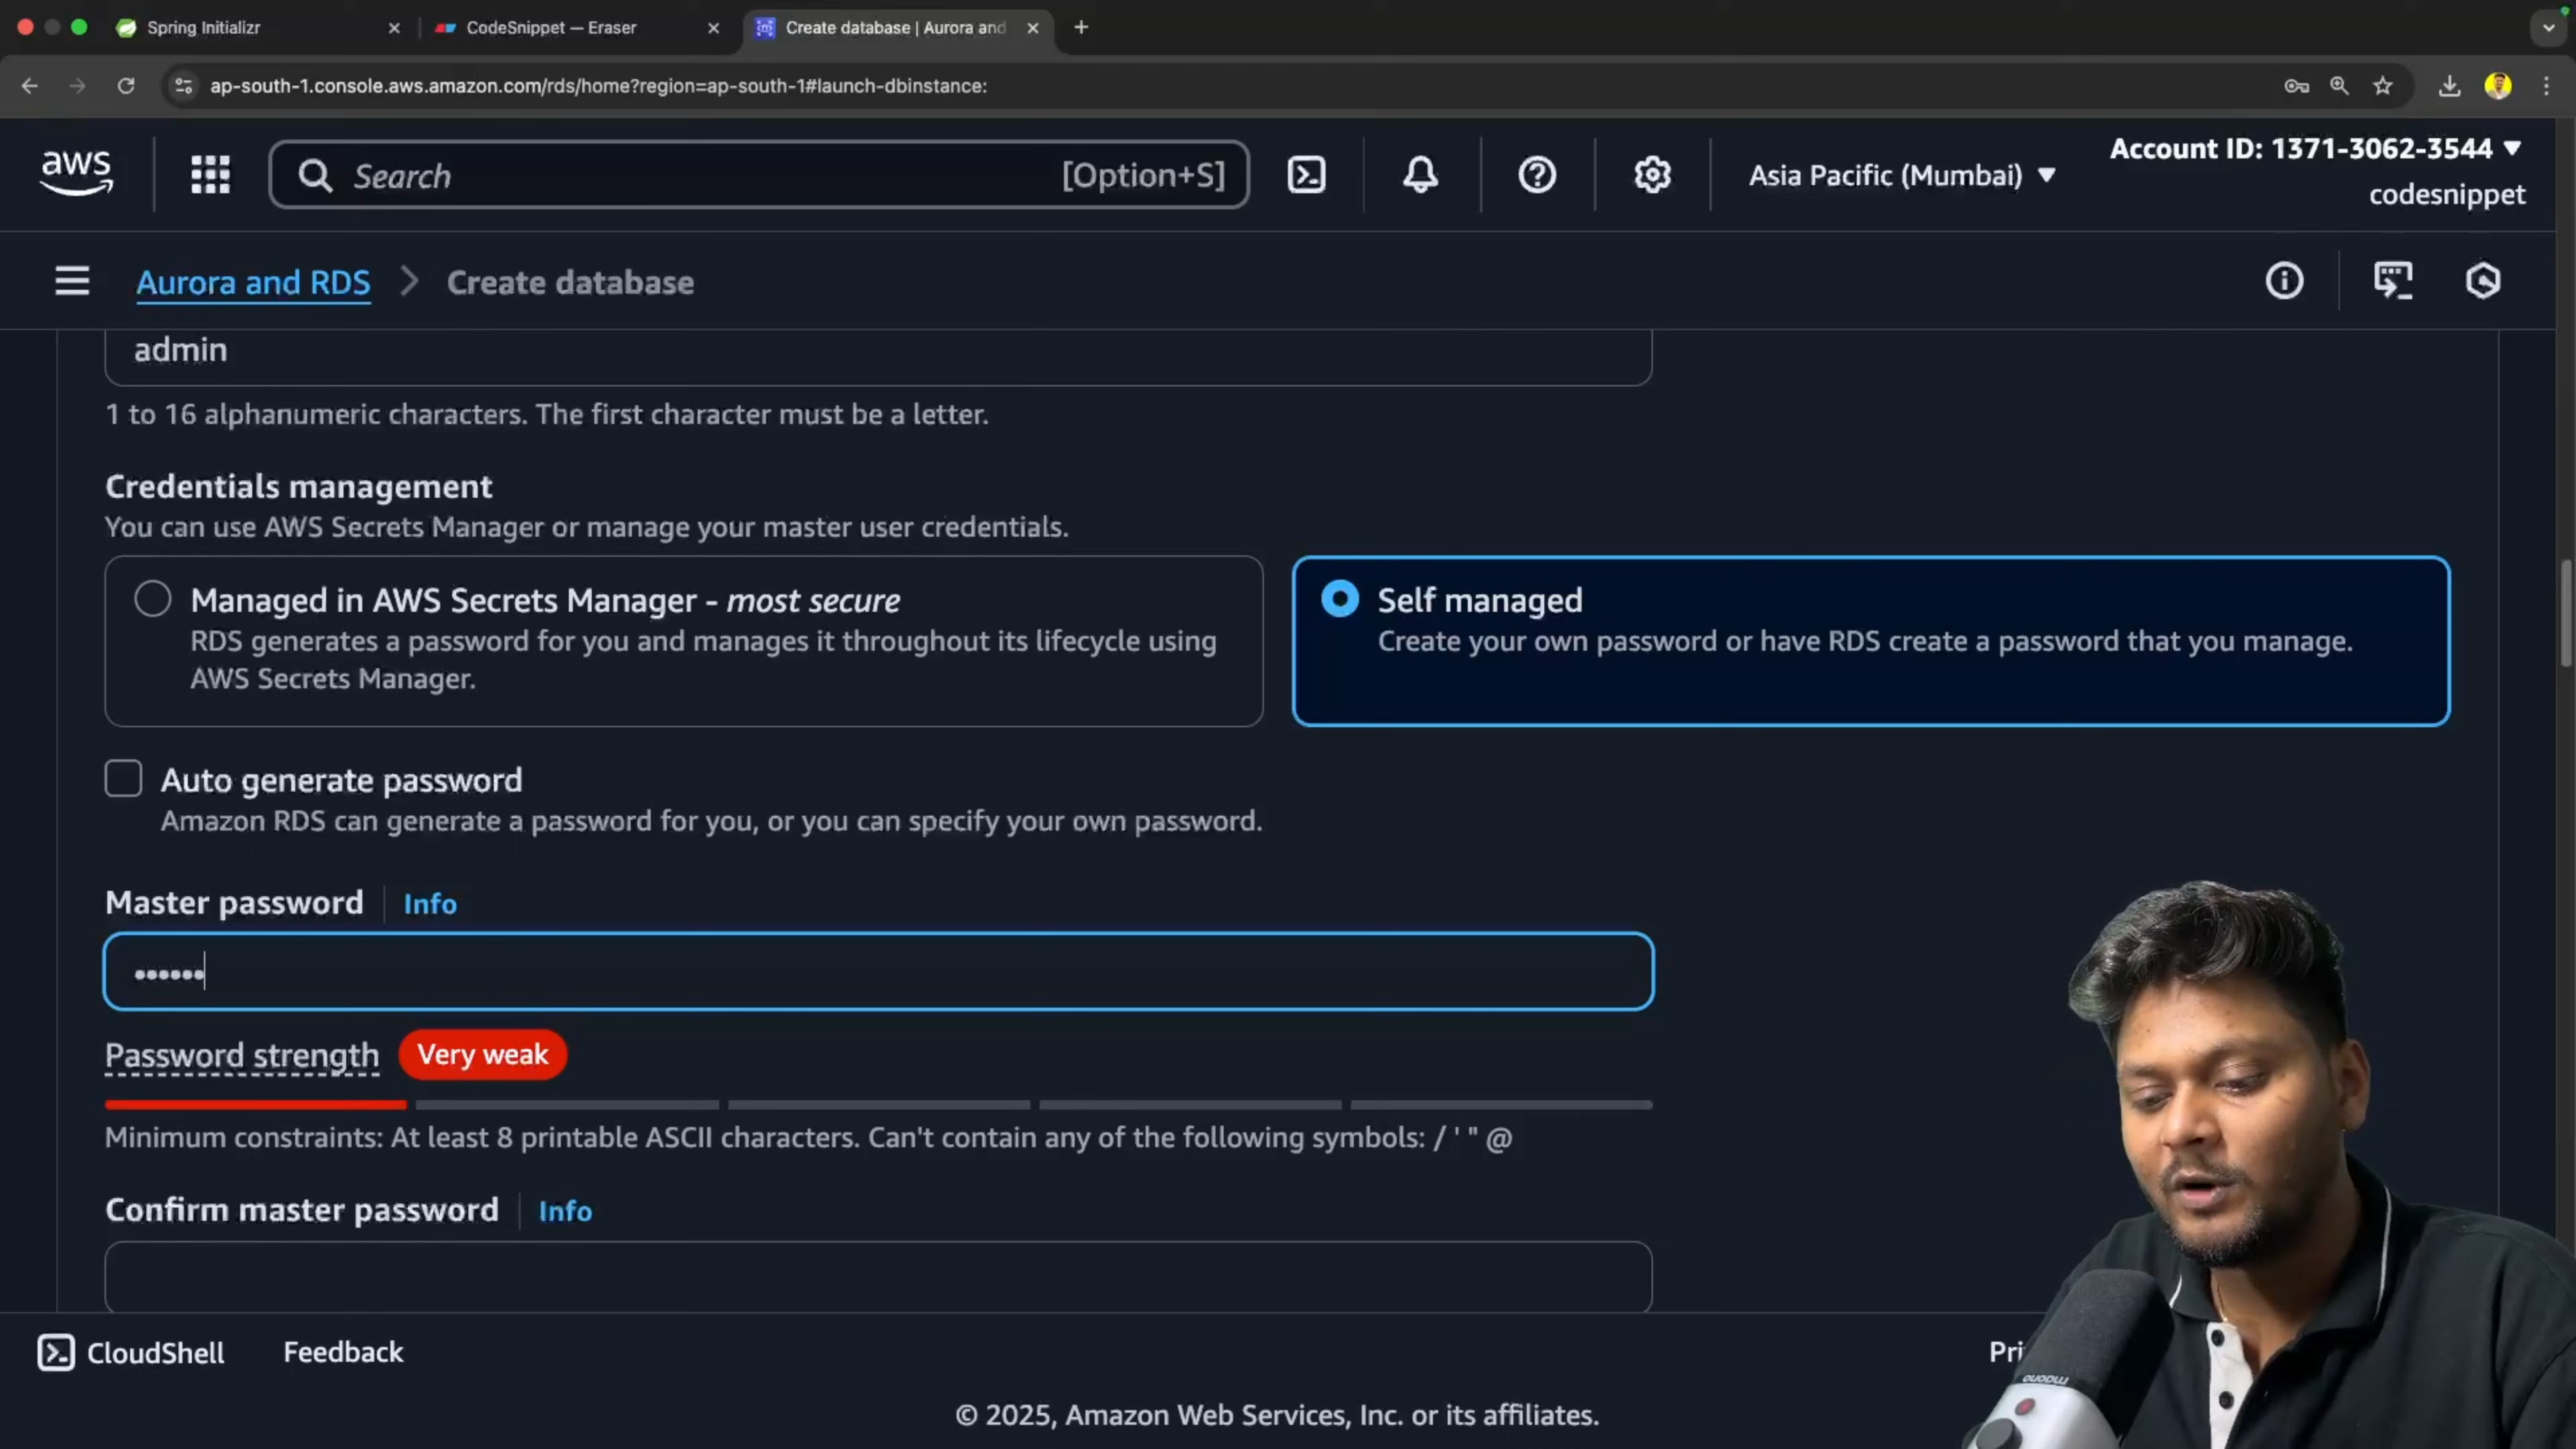 Spring Initializr
CodeSnippet — Eraser
Create database | Aurora and
ap-south-1.console.aws.amazon.com/rds/home?region=ap-south-1#launch-dbinstance:
aws
Search
[Option+S]
Asia Pacific (Mumbai)
Account ID: 1371-3062-3544
codesnippet
Aurora and RDS
Create database
admin
1 to 16 alphanumeric characters. The first character must be a letter.
Credentials management
You can use AWS Secrets Manager or manage your master user credentials.
Managed in AWS Secrets Manager - most secure
RDS generates a password for you and manages it throughout its lifecycle using
AWS Secrets Manager.
Self managed
Create your own password or have RDS create a password that you manage.
Auto generate password
Amazon RDS can generate a password for you, or you can specify your own password.
Master password
Info
••••••
Password strength
Very weak
Minimum constraints: At least 8 printable ASCII characters. Can't contain any of the following symbols: / ' " @
Confirm master password
Info
CloudShell
Feedback
Pri
maono
© 2025, Amazon Web Services, Inc. or its affiliates.